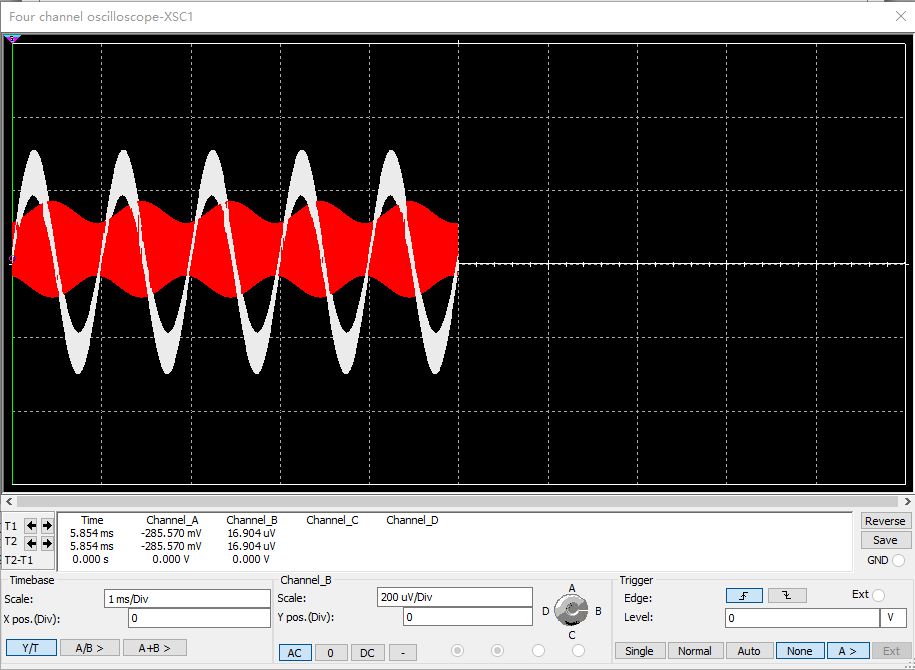 Four channel oscilloscope-XSC1
Time Channel_A Channel_B Channel_C Channel_D
T1 5.854 ms -285.570 mV 16.904 uV
T2 5.854 ms -285.570 mV 16.904 uV
T2-T1 0.000 s 0.000 V 0.000 V
Reverse
Save
GND
Timebase
Scale: 1 ms/Div
X pos.(Div): 0
Y/T A/B > A+B >
Channel_B
Scale: 200 uV/Div
Y pos.(Div): 0
AC 0 DC -
A
D B
C
Trigger
Edge: Ext
Level: 0 V
Single Normal Auto None A > Ext